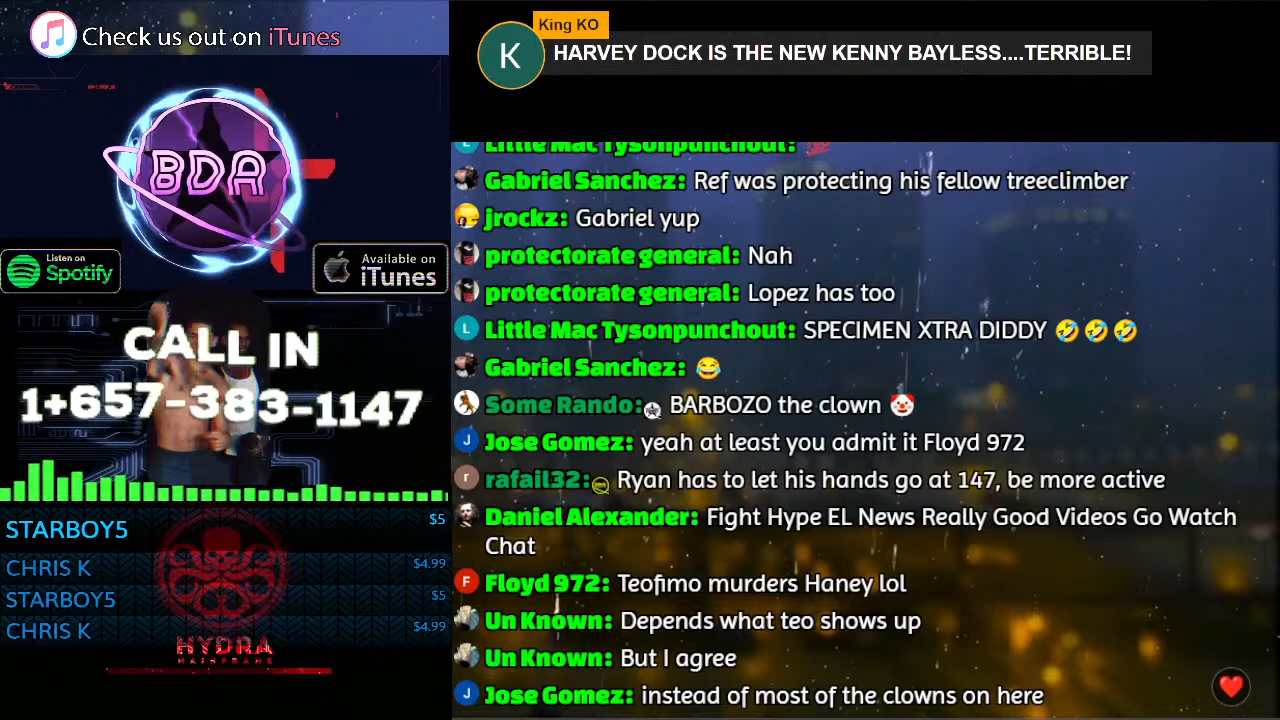 Check us out on iTunes
BDA
Listen on
Spotify
Available on
iTunes
CALL IN
1+657-383-1147
STARBOY5 $5
CHRIS K $4.99
STARBOY5 $5
CHRIS K $4.99
HYDRA
MAINFRAME
King KO
K
HARVEY DOCK IS THE NEW KENNY BAYLESS....TERRIBLE!
L Little Mac Tysonpunchout: 💯
Gabriel Sanchez: Ref was protecting his fellow treeclimber
jrockz: Gabriel yup
protectorate general: Nah
protectorate general: Lopez has too
L Little Mac Tysonpunchout: SPECIMEN XTRA DIDDY 🤣🤣🤣
Gabriel Sanchez: 😂
Some Rando: BARBOZO the clown 🤡
J Jose Gomez: yeah at least you admit it Floyd 972
r rafail32: Ryan has to let his hands go at 147, be more active
Daniel Alexander: Fight Hype EL News Really Good Videos Go Watch
Chat
F Floyd 972: Teofimo murders Haney lol
Un Known: Depends what teo shows up
Un Known: But I agree
J Jose Gomez: instead of most of the clowns on here